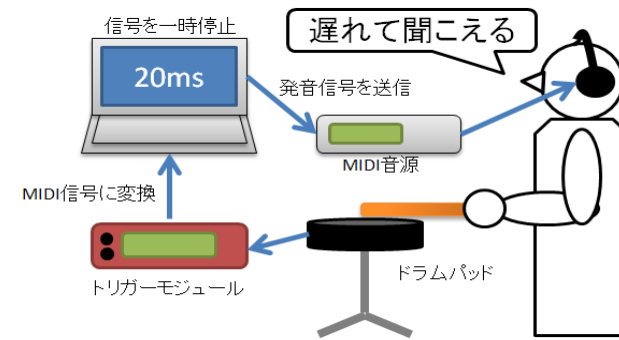 信号を一時停止
遅れて聞こえる
20ms
発音信号を送信
MIDI音源
MIDI信号に変換
ドラムパッド
トリガーモジュール